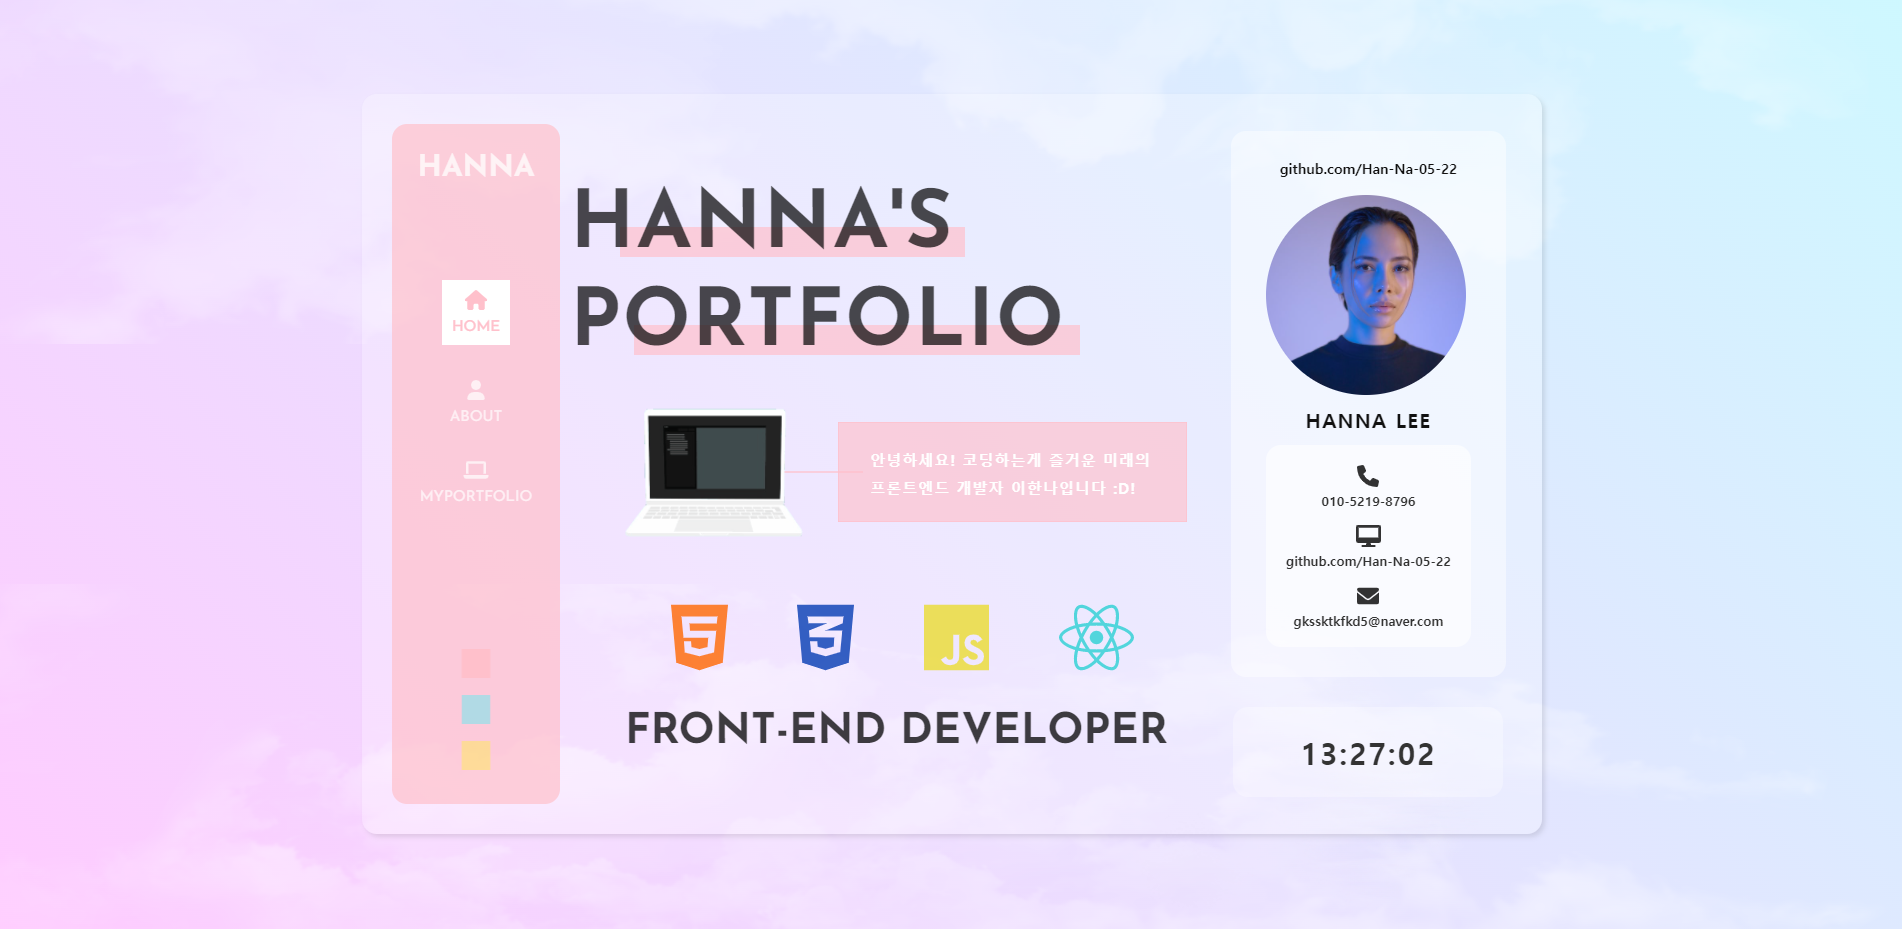 HANNA
HOME
ABOUT
MYPORTFOLIO
HANNA'S
PORTFOLIO
안녕하세요! 코딩하는게 즐거운 미래의
프론트엔드 개발자 이한나입니다 :D!
5
3
JS
FRONT-END DEVELOPER
github.com/Han-Na-05-22
HANNA LEE
010-5219-8796
github.com/Han-Na-05-22
gkssktkfkd5@naver.com
13:27:02